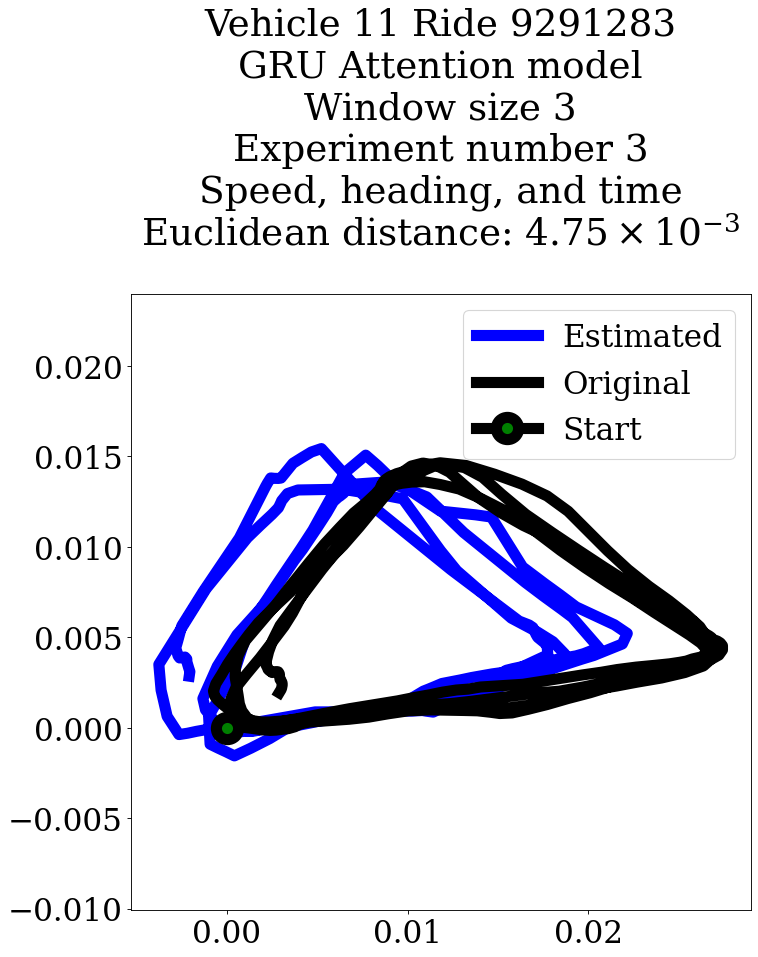 Vehicle 11 Ride 9291283
GRU Attention model
Window size 3
Experiment number 3
Speed, heading, and time
Euclidean distance: 4.75 × 10⁻³
Estimated
Original
Start
0.020
0.015
0.010
0.005
0.000
−0.005
−0.010
0.00 0.01 0.02